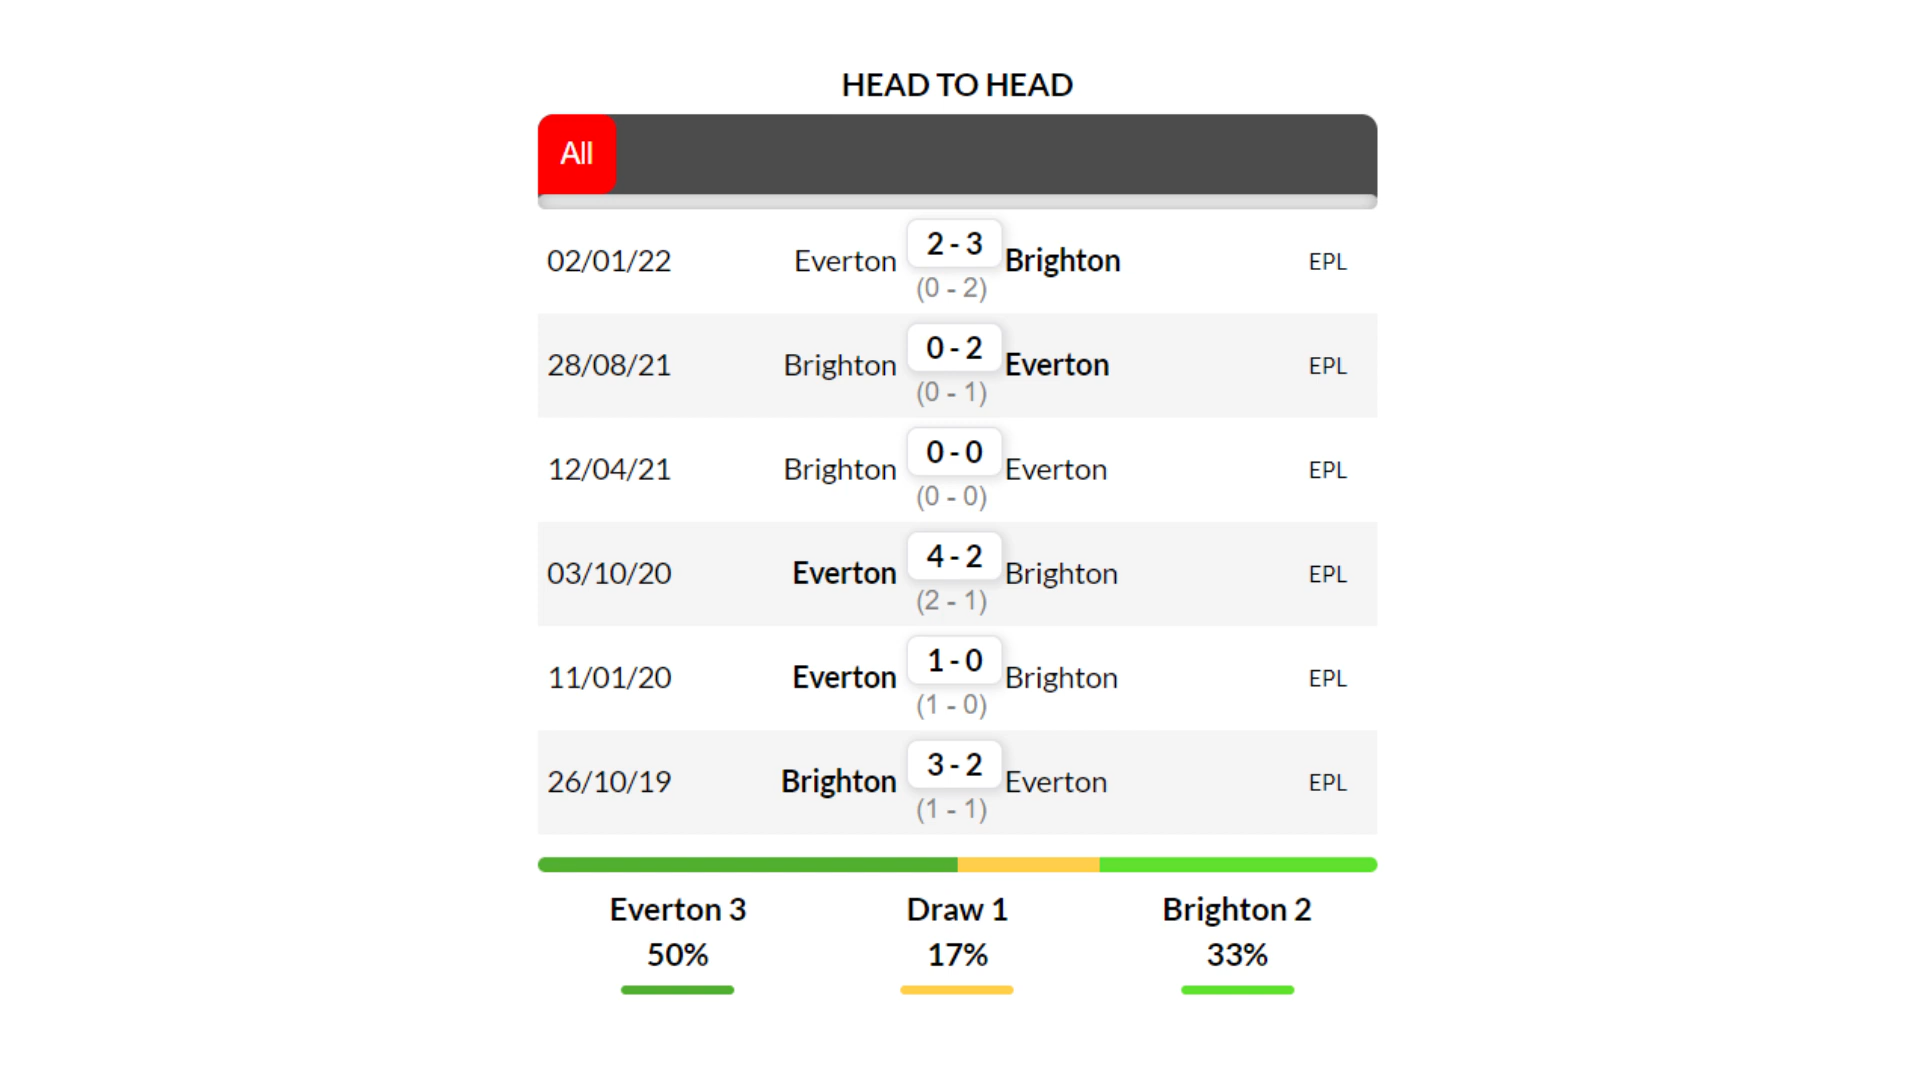 HEAD TO HEAD
All
02/01/22 Everton 2 - 3 Brighton EPL
(0 - 2)
28/08/21 Brighton 0 - 2 Everton EPL
(0 - 1)
12/04/21 Brighton 0 - 0 Everton EPL
(0 - 0)
03/10/20 Everton 4 - 2 Brighton EPL
(2 - 1)
11/01/20 Everton 1 - 0 Brighton EPL
(1 - 0)
26/10/19 Brighton 3 - 2 Everton EPL
(1 - 1)
Everton 3 Draw 1 Brighton 2
50% 17% 33%